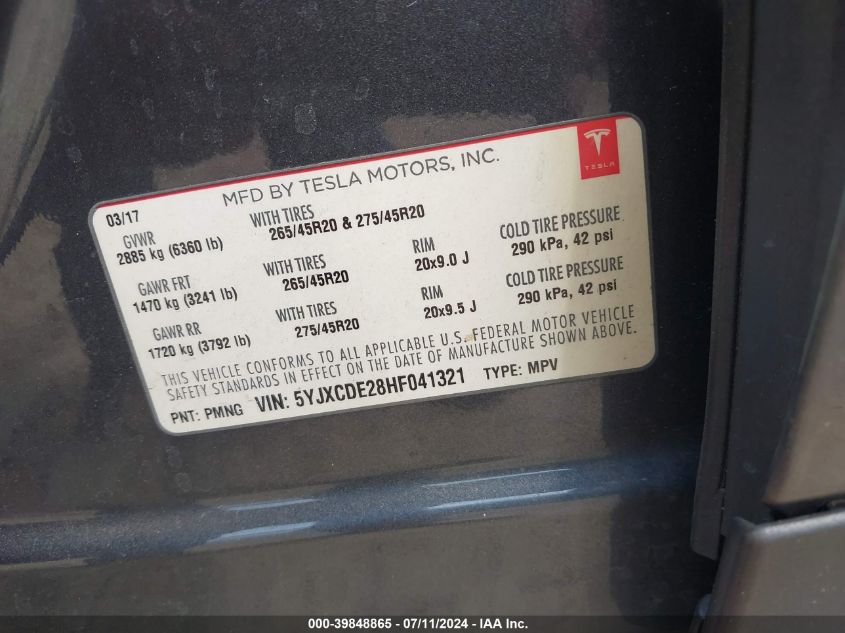 MFD BY TESLA MOTORS, INC.
TESLA
03/17
GVWR
2885 kg (6360 lb)
WITH TIRES
265/45R20 & 275/45R20
GAWR FRT
1470 kg (3241 lb)
WITH TIRES
265/45R20
RIM
20x9.0 J
COLD TIRE PRESSURE
290 kPa, 42 psi
GAWR RR
1720 kg (3792 lb)
WITH TIRES
275/45R20
RIM
20x9.5 J
COLD TIRE PRESSURE
290 kPa, 42 psi
THIS VEHICLE CONFORMS TO ALL APPLICABLE U.S. FEDERAL MOTOR VEHICLE
SAFETY STANDARDS IN EFFECT ON THE DATE OF MANUFACTURE SHOWN ABOVE.
PNT: PMNG VIN: 5YJXCDE28HF041321 TYPE: MPV
000-39848865 - 07/11/2024 - IAA Inc.